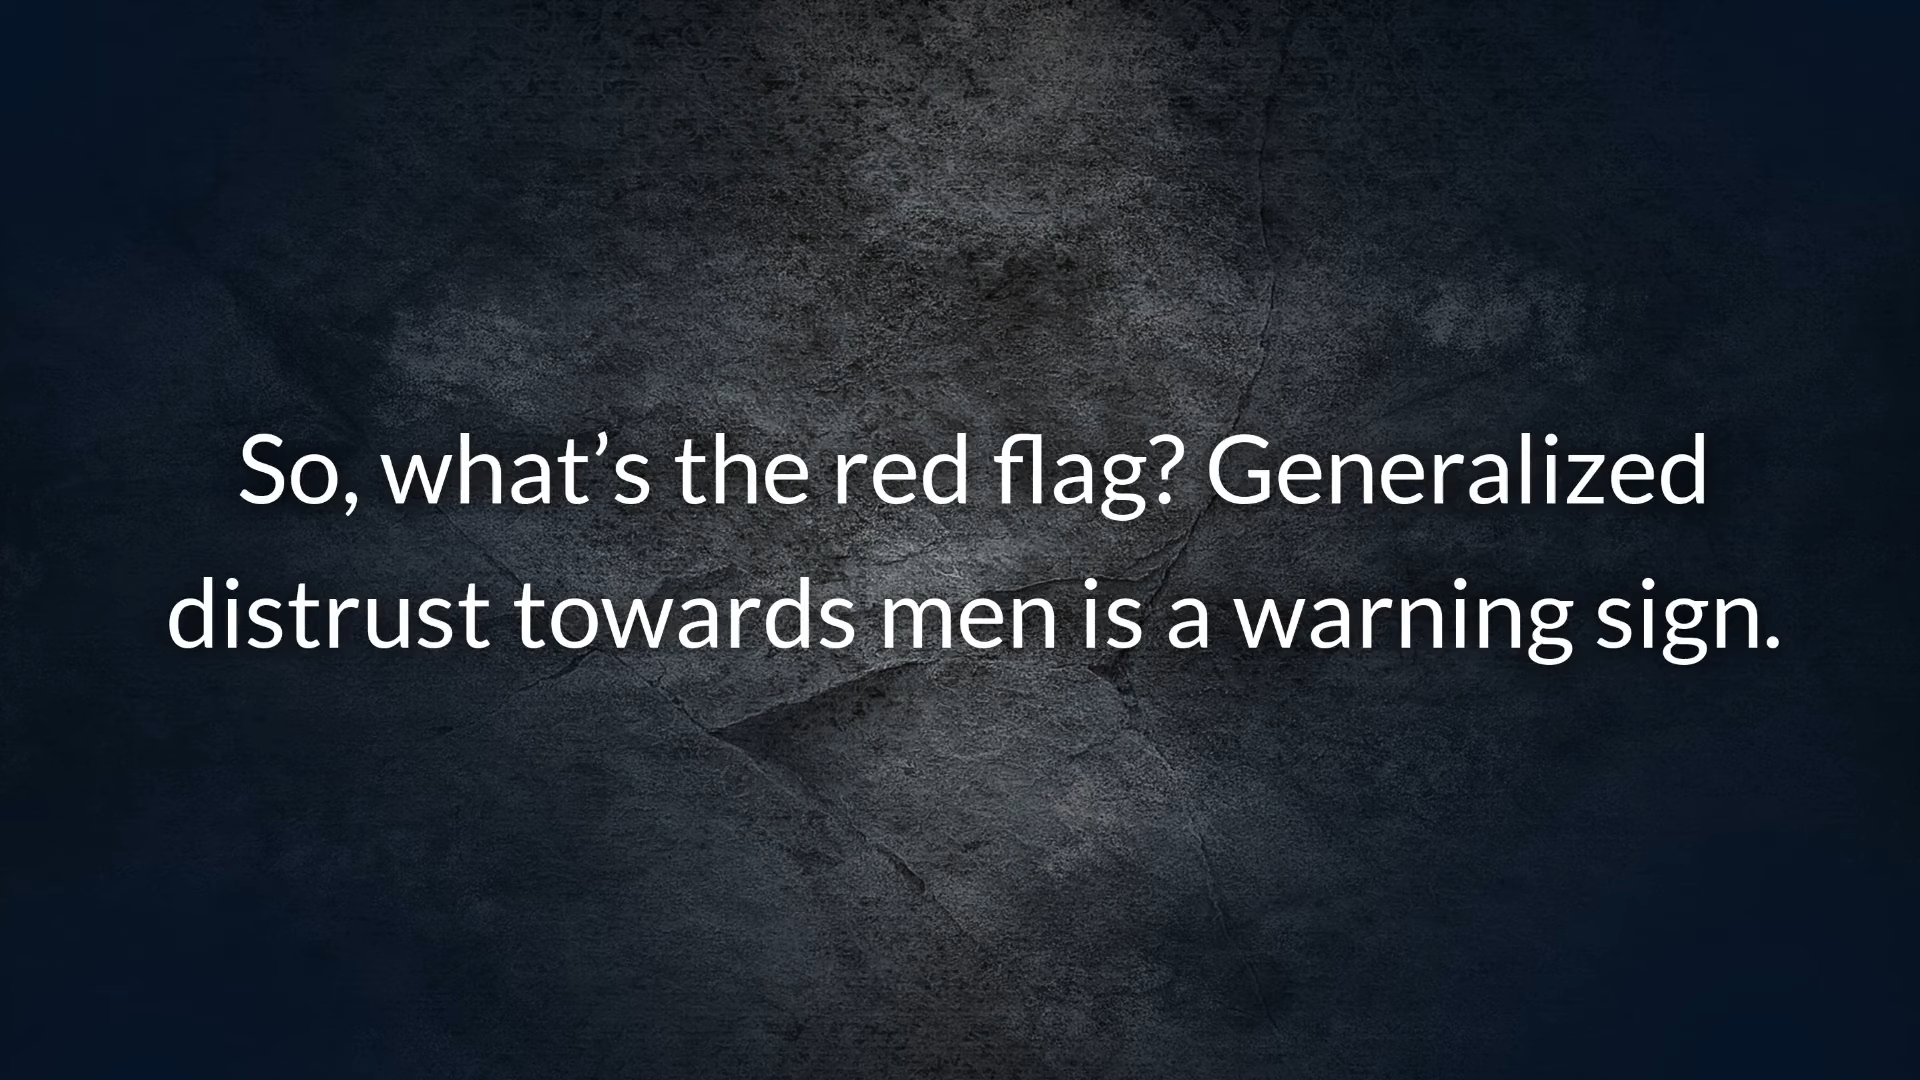 So, what’s the red flag? Generalized
distrust towards men is a warning sign.